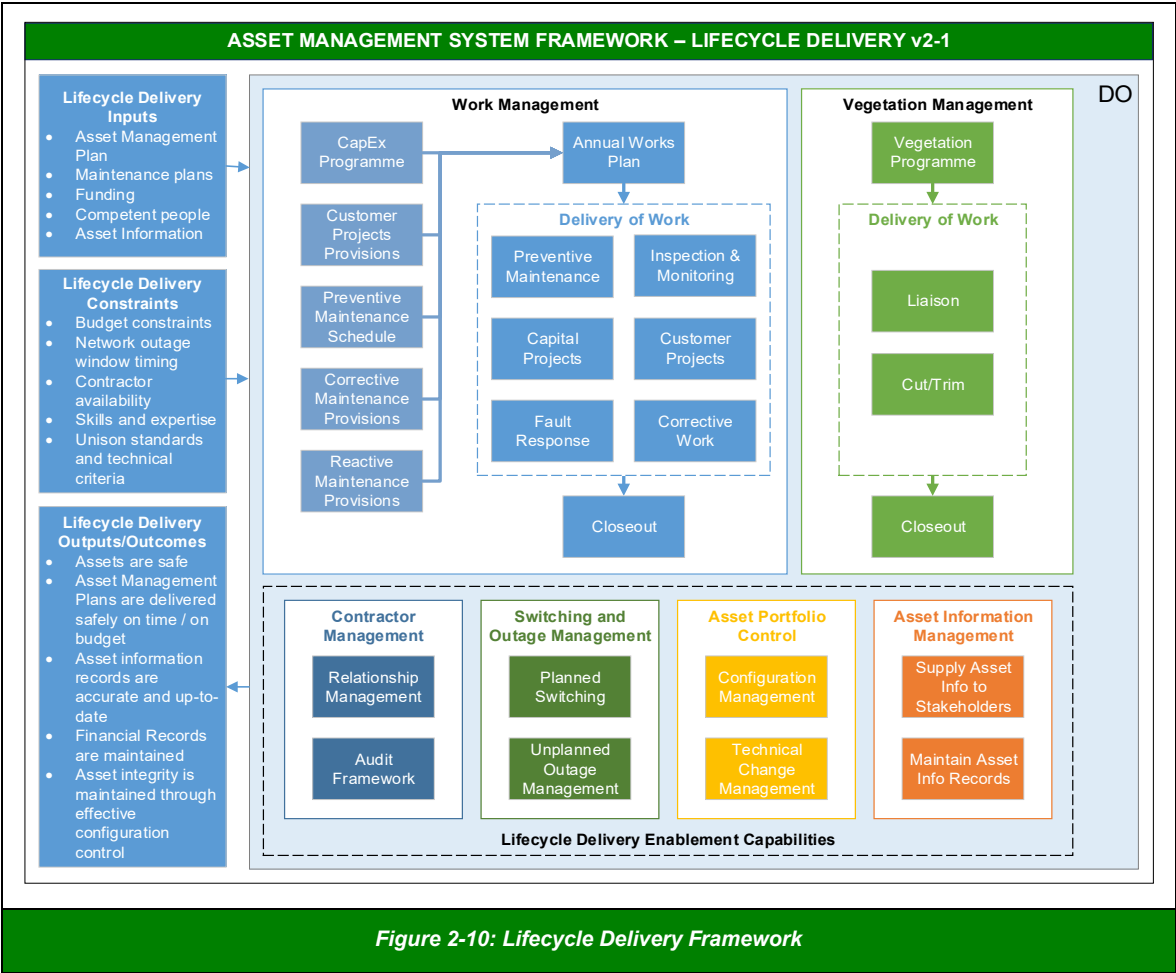 ASSET MANAGEMENT SYSTEM FRAMEWORK – LIFECYCLE DELIVERY v2-1
Lifecycle Delivery
Inputs
• Asset Management
Plan
• Maintenance plans
• Funding
• Competent people
• Asset Information
Lifecycle Delivery
Constraints
• Budget constraints
• Network outage
window timing
• Contractor
availability
• Skills and expertise
• Unison standards
and technical
criteria
Lifecycle Delivery
Outputs/Outcomes
• Assets are safe
• Asset Management
Plans are delivered
safely on time / on
budget
• Asset information
records are
accurate and up-to-
date
• Financial Records
are maintained
• Asset integrity is
maintained through
effective
configuration
control
DO
Work Management
CapEx
Programme
Customer
Projects
Provisions
Preventive
Maintenance
Schedule
Corrective
Maintenance
Provisions
Reactive
Maintenance
Provisions
Annual Works
Plan
Delivery of Work
Preventive
Maintenance
Inspection &
Monitoring
Capital
Projects
Customer
Projects
Fault
Response
Corrective
Work
Closeout
Vegetation Management
Vegetation
Programme
Delivery of Work
Liaison
Cut/Trim
Closeout
Contractor
Management
Relationship
Management
Audit
Framework
Switching and
Outage Management
Planned
Switching
Unplanned
Outage
Management
Asset Portfolio
Control
Configuration
Management
Technical
Change
Management
Asset Information
Management
Supply Asset
Info to
Stakeholders
Maintain Asset
Info Records
Lifecycle Delivery Enablement Capabilities
Figure 2-10: Lifecycle Delivery Framework